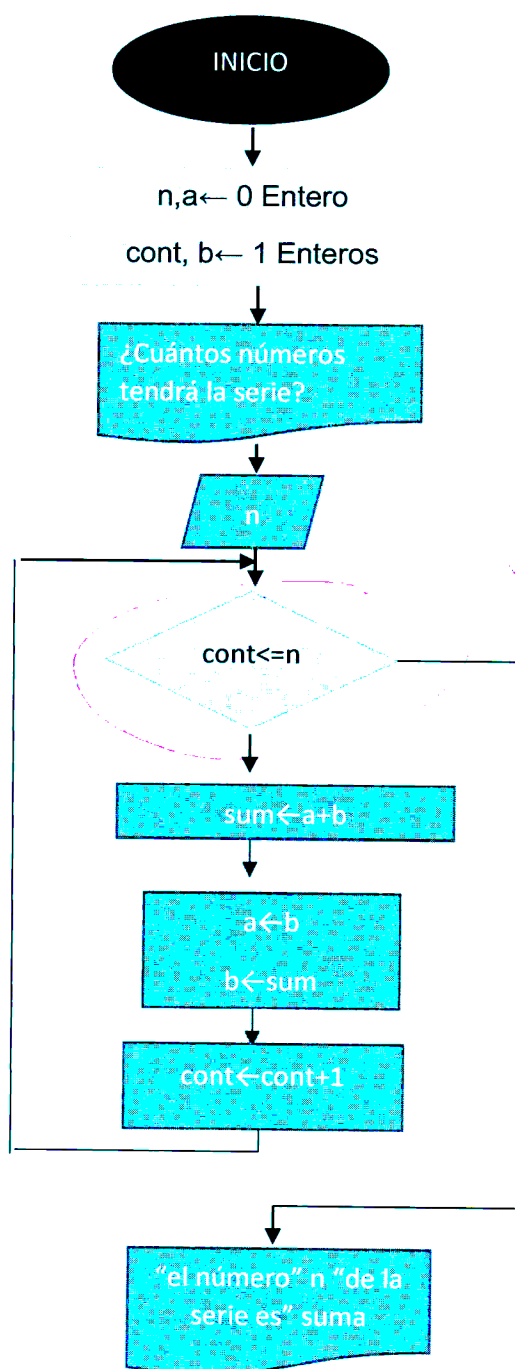 INICIO
n,a← 0 Entero
cont, b← 1 Enteros
¿Cuántos números
tendrá la serie?
n
cont<=n
sum←a+b
a←b
b←sum
cont←cont+1
“el número” n “de la
serie es” suma